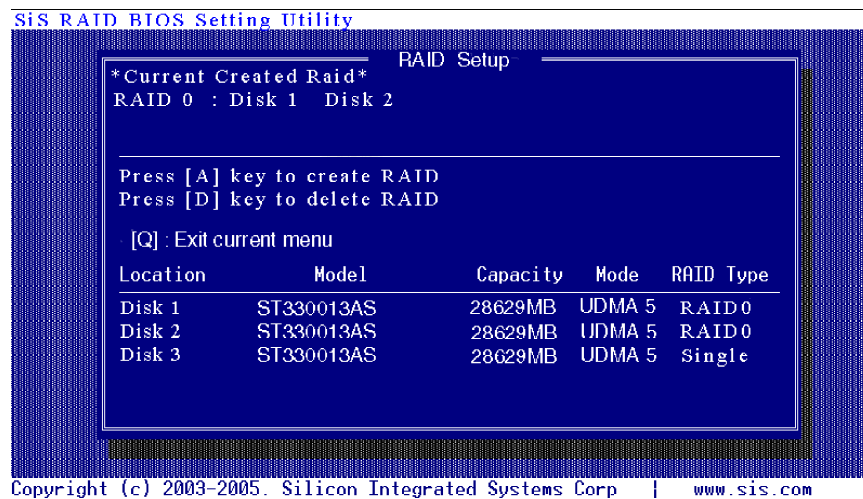 SiS RAID BIOS Setting Utility
RAID Setup
*Current Created Raid*
RAID 0 : Disk 1 Disk 2
Press [A] key to create RAID
Press [D] key to delete RAID
[Q] : Exit current menu
Location Model Capacity Mode RAID Type
Disk 1 ST330013AS 28629MB UDMA 5 RAID0
Disk 2 ST330013AS 28629MB UDMA 5 RAID0
Disk 3 ST330013AS 28629MB UDMA 5 Single
Copyright (c) 2003-2005. Silicon Integrated Systems Corp | www.sis.com